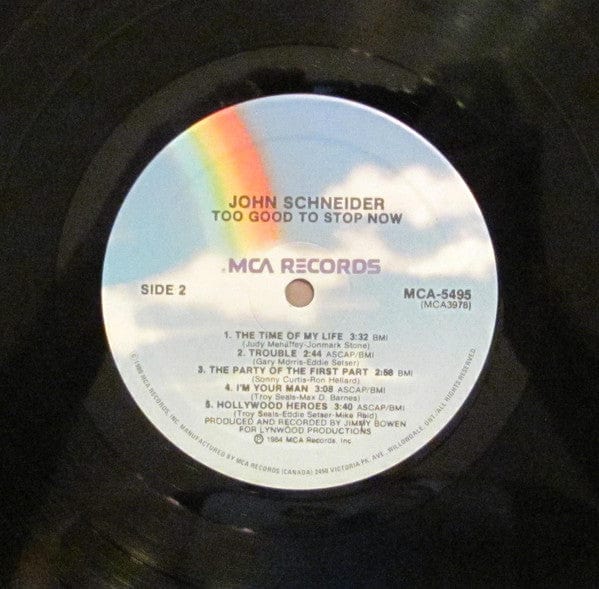 JOHN SCHNEIDER
TOO GOOD TO STOP NOW
MCA RECORDS
SIDE 2
MCA-5495
(MCA3978)
1. THE TIME OF MY LIFE 3:32 BMI
(Judy Mehaffey-Jonmark Stone)
2. TROUBLE 2:44 ASCAP/BMI
(Gary Morris-Eddie Setser)
3. THE PARTY OF THE FIRST PART 2:58 BMI
(Sonny Curtis-Ron Hellard)
4. I'M YOUR MAN 3:08 ASCAP/BMI
(Troy Seals-Max D. Barnes)
5. HOLLYWOOD HEROES 3:40 ASCAP/BMI
(Troy Seals-Eddie Setser-Mike Reid)
PRODUCED AND RECORDED BY JIMMY BOWEN
FOR LYNWOOD PRODUCTIONS
℗ 1984 MCA Records, Inc.
© 1980 MCA RECORDS, INC. MANUFACTURED BY MCA RECORDS (CANADA) 2450 VICTORIA PK. AVE., WILLOWDALE, ONT. /ALL RIGHTS RESERVED.